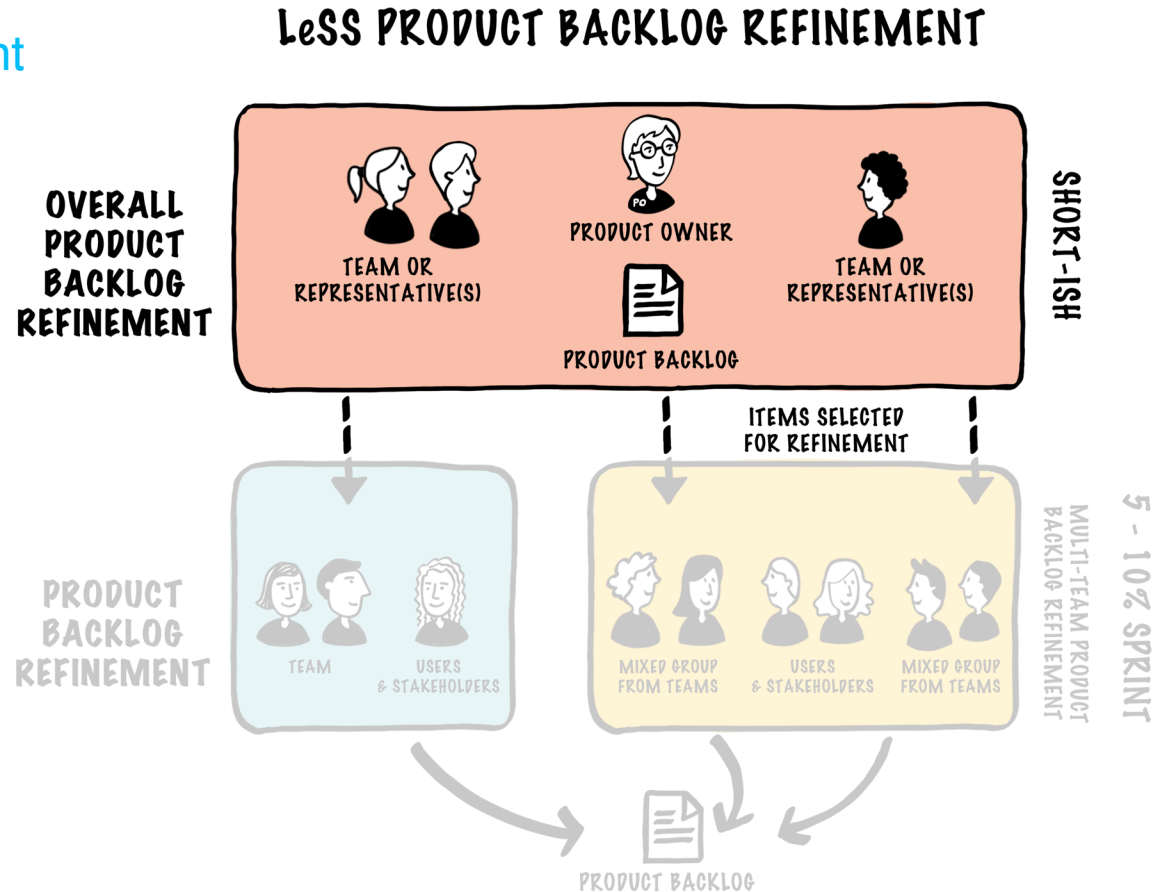 LeSS PRODUCT BACKLOG REFINEMENT
nt
OVERALL
PRODUCT
BACKLOG
REFINEMENT
TEAM OR
REPRESENTATIVE(S)
PO
PRODUCT OWNER
PRODUCT BACKLOG
TEAM OR
REPRESENTATIVE(S)
SHORT-ISH
ITEMS SELECTED
FOR REFINEMENT
PRODUCT
BACKLOG
REFINEMENT
TEAM
USERS
& STAKEHOLDERS
MIXED GROUP
FROM TEAMS
USERS
& STAKEHOLDERS
MIXED GROUP
FROM TEAMS
MULTI-TEAM PRODUCT
BACKLOG REFINEMENT
5 - 10% SPRINT
PRODUCT BACKLOG